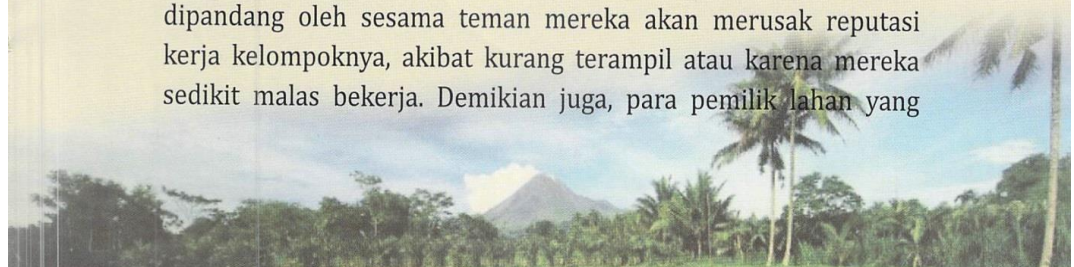 dipandang oleh sesama teman mereka akan merusak reputasi
kerja kelompoknya, akibat kurang terampil atau karena mereka
sedikit malas bekerja. Demikian juga, para pemilik lahan yang